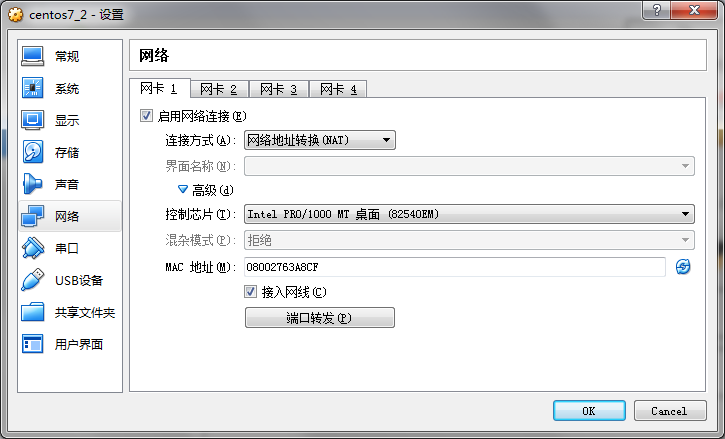 centos7_2 - 设置
常规
系统
显示
存储
声音
网络
串口
USB设备
共享文件夹
用户界面
网络
网卡 1 网卡 2 网卡 3 网卡 4
启用网络连接(E)
连接方式(A): 网络地址转换(NAT)
界面名称(N):
高级(d)
控制芯片(T): Intel PRO/1000 MT 桌面 (82540EM)
混杂模式(P): 拒绝
MAC 地址(M): 08002763A8CF
接入网线(C)
端口转发(P)
OK Cancel